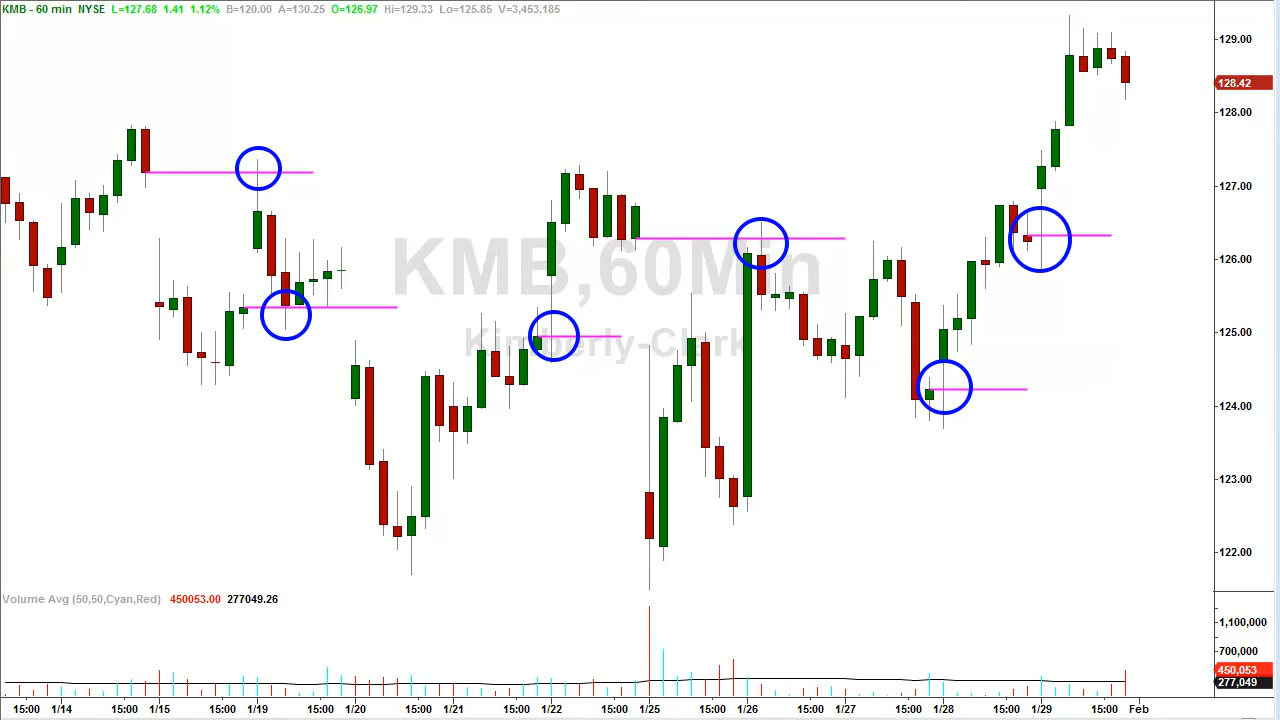 KMB - 60 min NYSE L=127.68 1.41 1.12% B=120.00 A=130.25 O=126.97 Hi=129.33 Lo=125.85 V=3,453,185
129.00
128.42
128.00
127.00
KMB,60Min
126.00
Kimberly-Clark
125.00
124.00
123.00
122.00
Volume Avg (50,50,Cyan,Red) 450053.00 277049.26
1,100,000
700,000
450,053
277,049
15:00 1/14 15:00 1/15 15:00 1/19 15:00 1/20 15:00 1/21 15:00 1/22 15:00 1/25 15:00 1/26 15:00 1/27 15:00 1/28 15:00 1/29 15:00 Feb